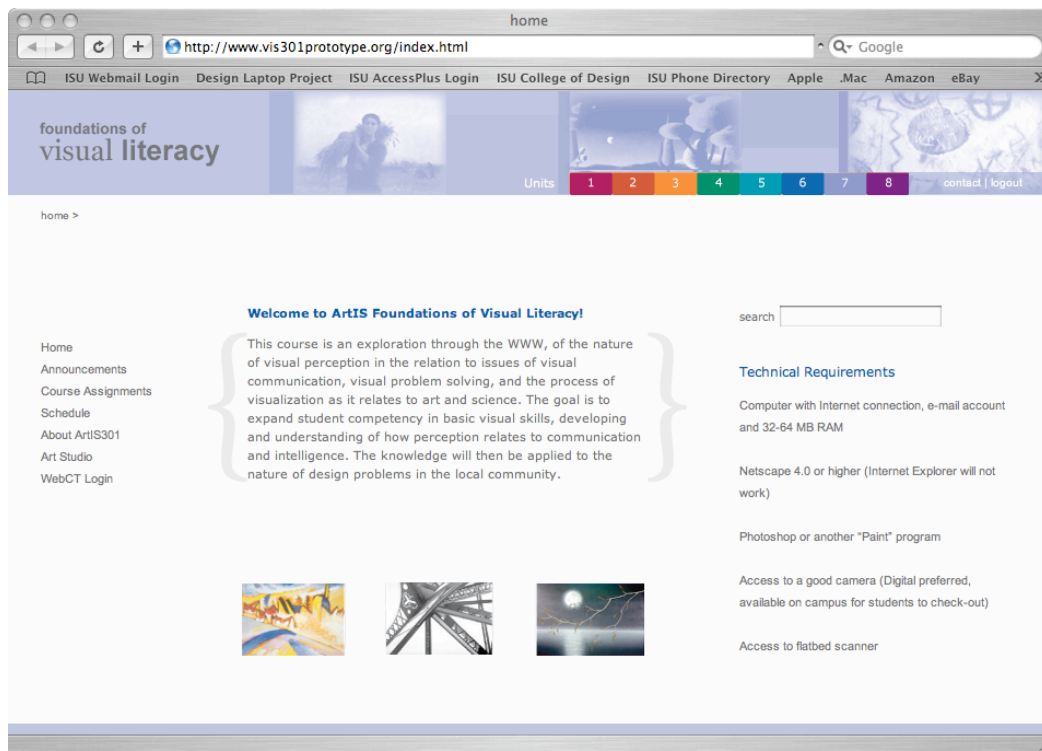 home
http://www.vis301prototype.org/index.html
Google
ISU Webmail Login Design Laptop Project ISU AccessPlus Login ISU College of Design ISU Phone Directory Apple .Mac Amazon eBay
foundations of
visual literacy
Units 1 2 3 4 5 6 7 8 contact | logout
home >
Home
Announcements
Course Assignments
Schedule
About ArtIS301
Art Studio
WebCT Login
Welcome to ArtIS Foundations of Visual Literacy!
This course is an exploration through the WWW, of the nature
of visual perception in the relation to issues of visual
communication, visual problem solving, and the process of
visualization as it relates to art and science. The goal is to
expand student competency in basic visual skills, developing
and understanding of how perception relates to communication
and intelligence. The knowledge will then be applied to the
nature of design problems in the local community.
search
Technical Requirements
Computer with Internet connection, e-mail account
and 32-64 MB RAM
Netscape 4.0 or higher (Internet Explorer will not
work)
Photoshop or another “Paint” program
Access to a good camera (Digital preferred,
available on campus for students to check-out)
Access to flatbed scanner